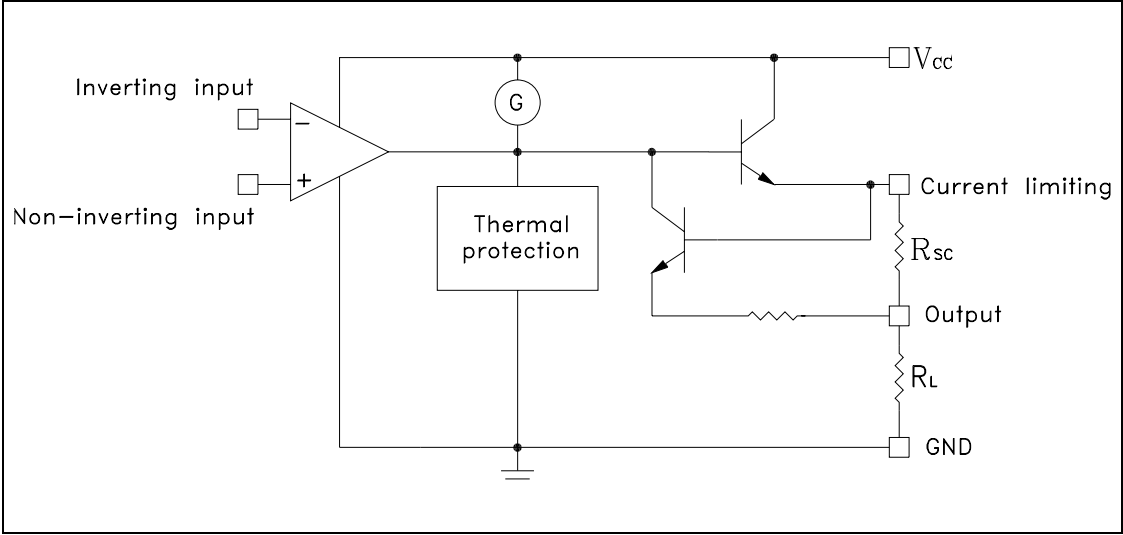 Inverting input
−
+
Non-inverting input
G
Thermal
protection
Vcc
Current limiting
Rsc
Output
RL
GND